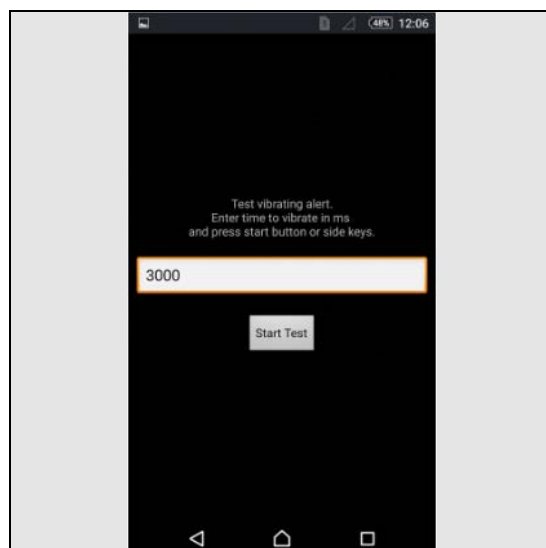 48% 12:06
Test vibrating alert.
Enter time to vibrate in ms
and press start button or side keys.
3000
Start Test